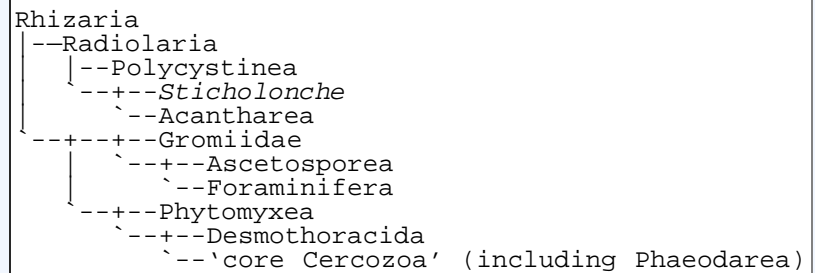 Rhizaria
|--Radiolaria
|  |--Polycystinea
|  `--+--Sticholonche
|     `--Acantharea
`--+--+--Gromiidae
   |  `--+--Ascetosporea
   |     `--Foraminifera
   `--+--Phytomyxea
      `--+--Desmothoracida
         `--‘core Cercozoa’ (including Phaeodarea)